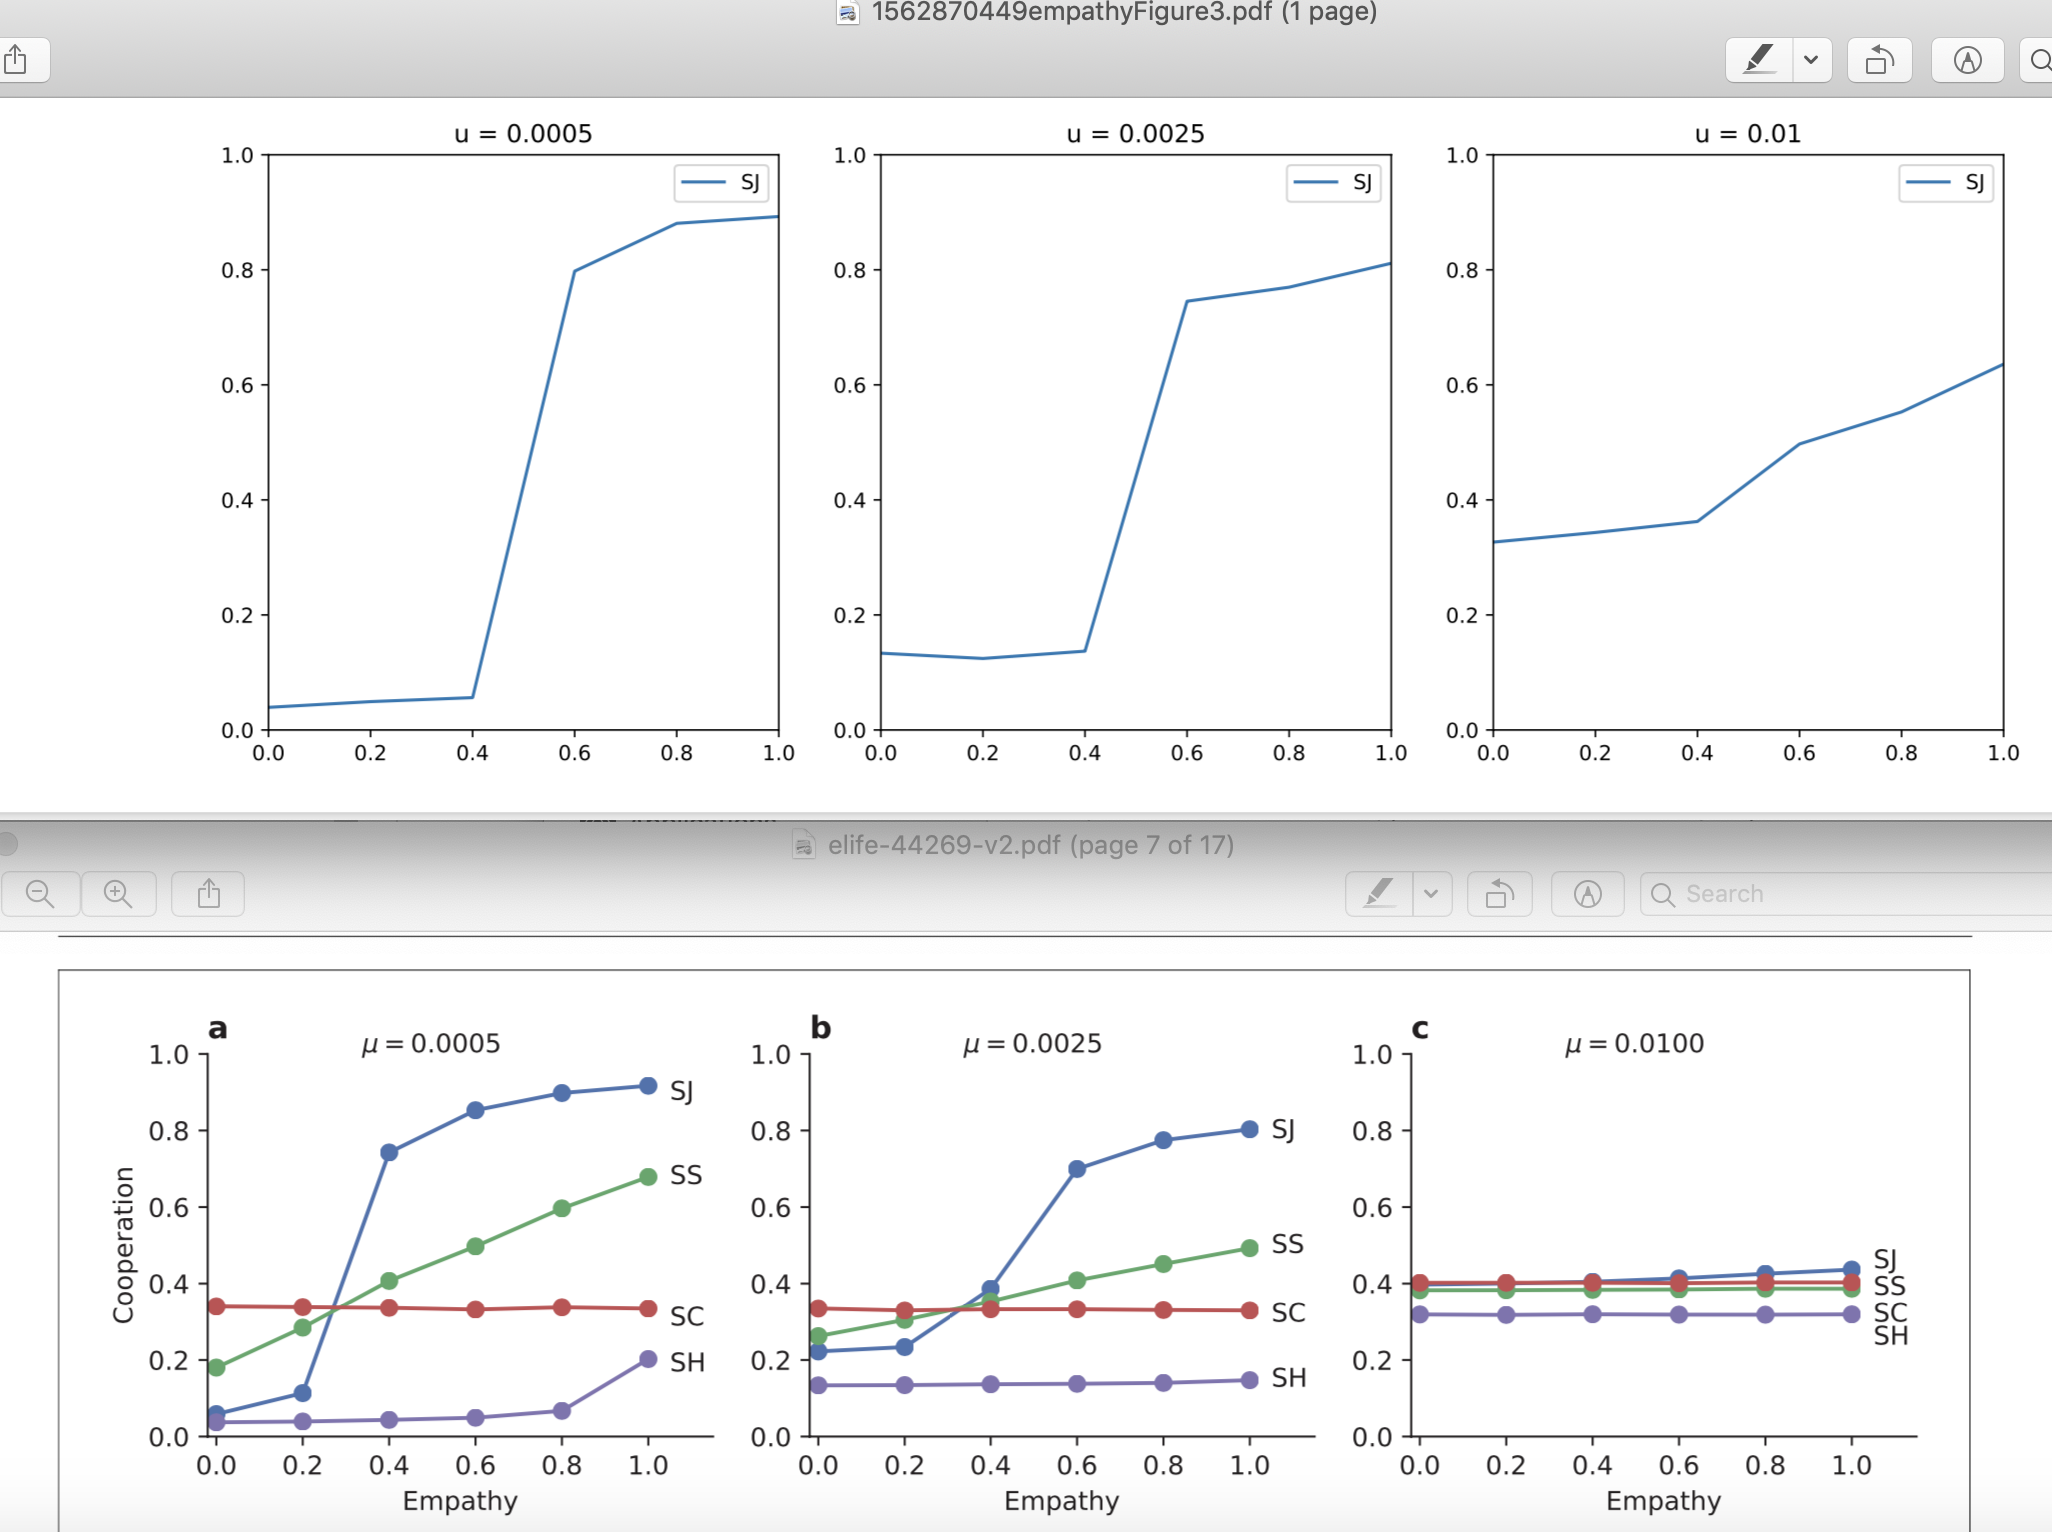 1562870449empathyFigure3.pdf (1 page)
u = 0.0005
SJ
1.0
0.8
0.6
0.4
0.2
0.0
0.0 0.2 0.4 0.6 0.8 1.0
u = 0.0025
SJ
1.0
0.8
0.6
0.4
0.2
0.0
0.0 0.2 0.4 0.6 0.8 1.0
u = 0.01
SJ
1.0
0.8
0.6
0.4
0.2
0.0
0.0 0.2 0.4 0.6 0.8 1.0
elife-44269-v2.pdf (page 7 of 17)
Search
a
μ = 0.0005
1.0
0.8
0.6
0.4
0.2
0.0
Cooperation
SJ
SS
SC
SH
0.0 0.2 0.4 0.6 0.8 1.0
Empathy
b
μ = 0.0025
1.0
0.8
0.6
0.4
0.2
0.0
SJ
SS
SC
SH
0.0 0.2 0.4 0.6 0.8 1.0
Empathy
c
μ = 0.0100
1.0
0.8
0.6
0.4
0.2
0.0
SJ
SS
SC
SH
0.0 0.2 0.4 0.6 0.8 1.0
Empathy